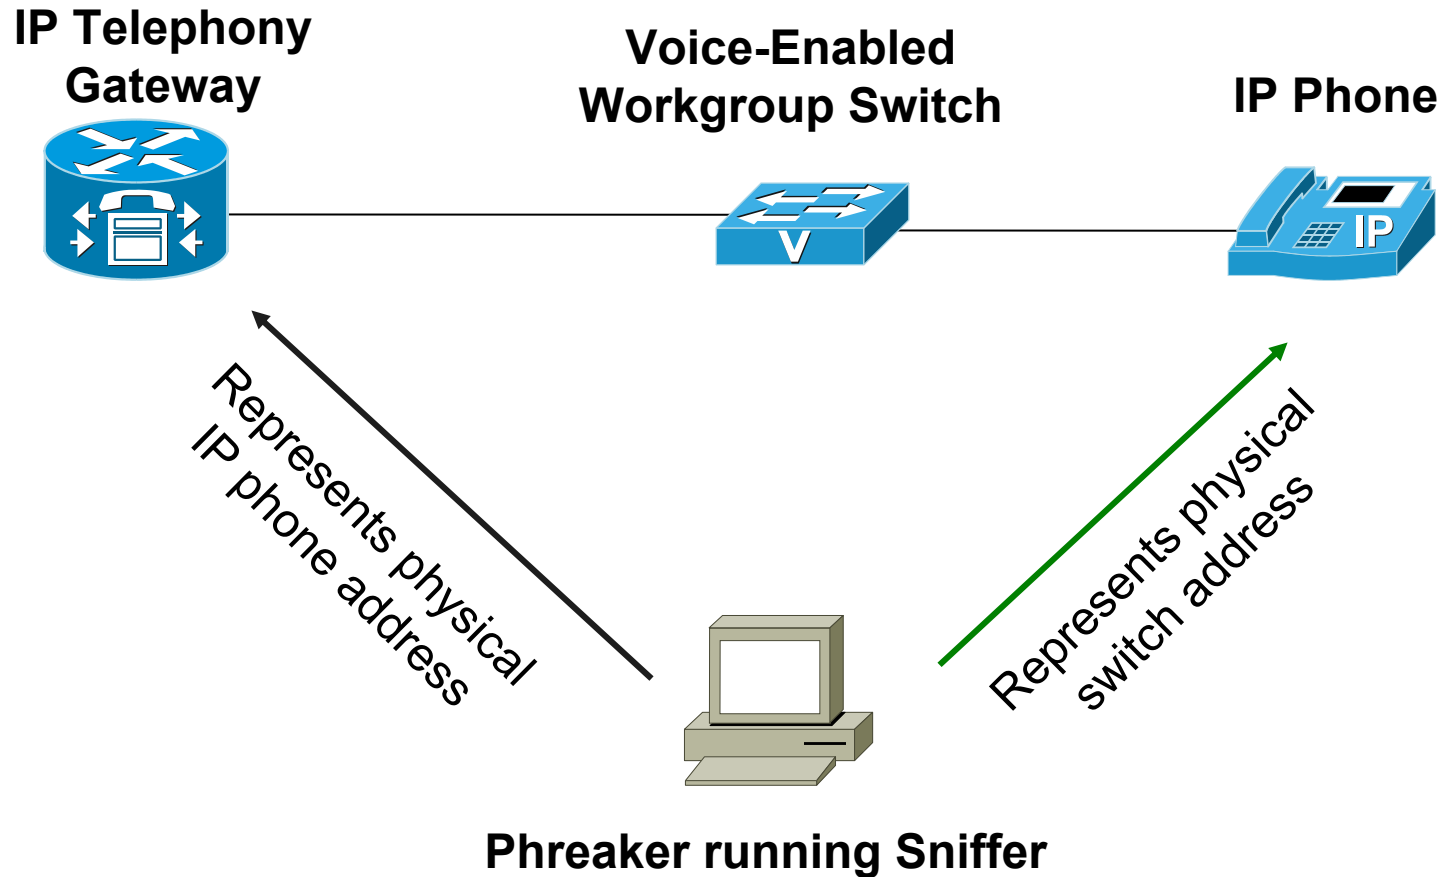 IP Telephony
Gateway
Voice-Enabled
Workgroup Switch
IP Phone
V
IP
Represents physical
IP phone address
Represents physical
switch address
Phreaker running Sniffer